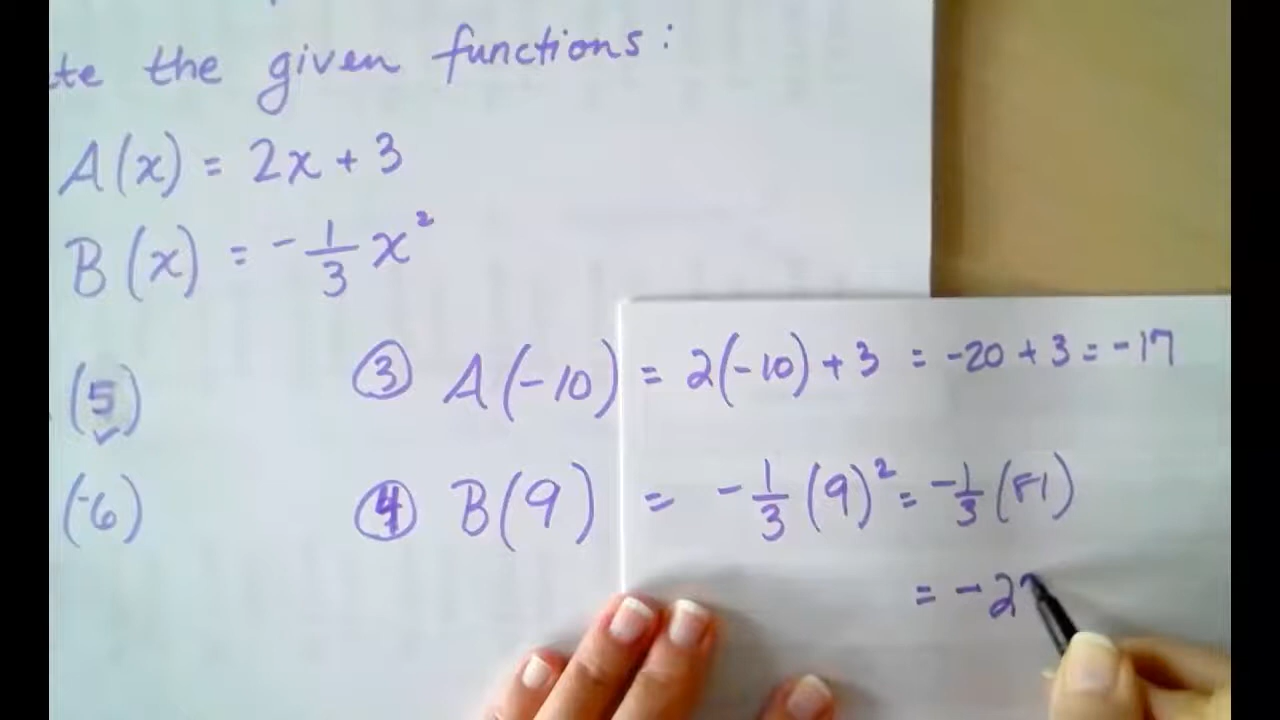 te the given functions:
A(x) = 2x + 3
B(x) = -1/3 x²
(5)
③ A(-10) = 2(-10) + 3 = -20 + 3 = -17
(-6)
④ B(9) = -1/3 (9)² = -1/3 (81)
= -2